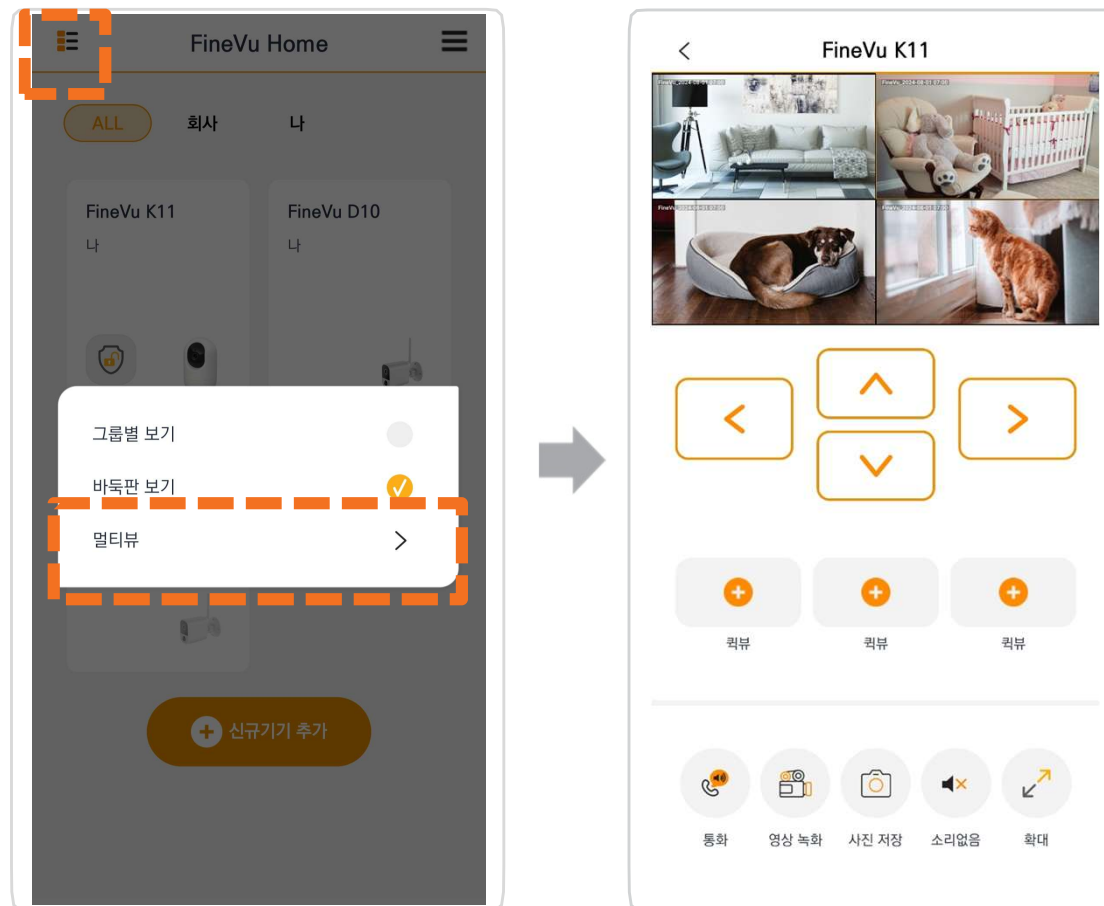 FineVu Home
ALL 회사 나
FineVu K11
나
FineVu D10
나
그룹별 보기
바둑판 보기
멀티뷰
신규기기 추가
FineVu K11
퀵뷰 퀵뷰 퀵뷰
통화 영상 녹화 사진 저장 소리없음 확대